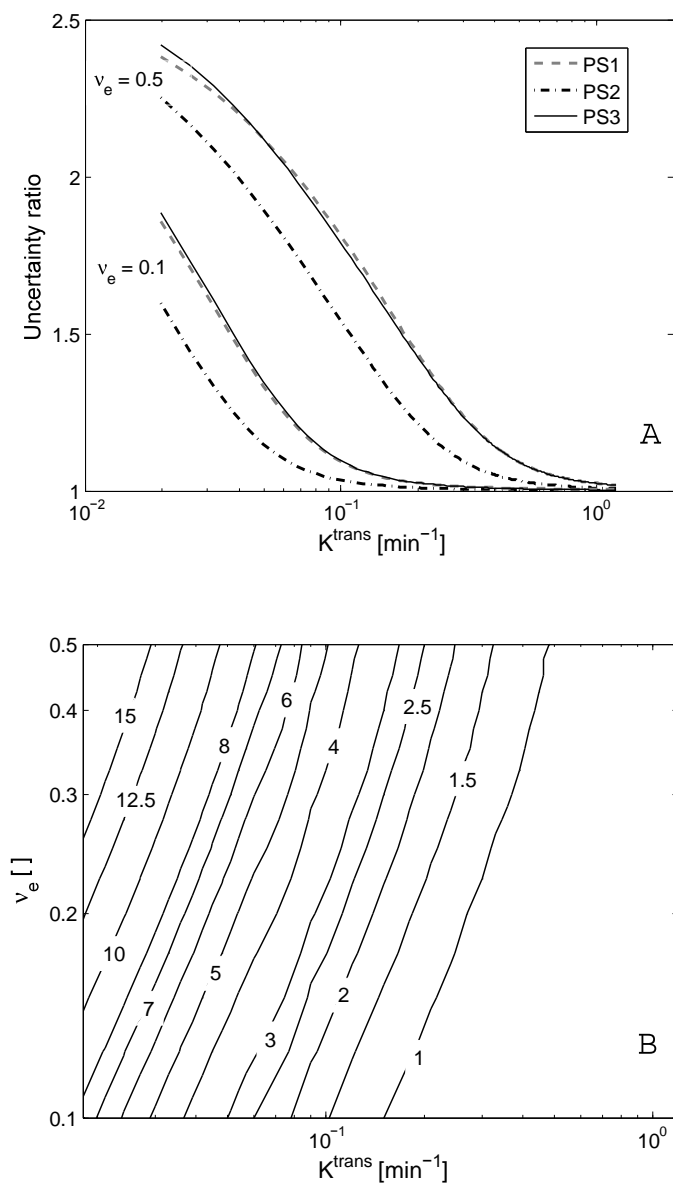 2.5
PS1
PS2
PS3
ν_e = 0.5
2
Uncertainty ratio
ν_e = 0.1
1.5
A
1
10^−2
10^−1
10^0
K^trans [min^−1]
0.5
6
2.5
0.4
15
8
4
1.5
12.5
0.3
ν_e [ ]
0.2
10
5
7
2
3
1
B
0.1
10^−1
10^0
K^trans [min^−1]